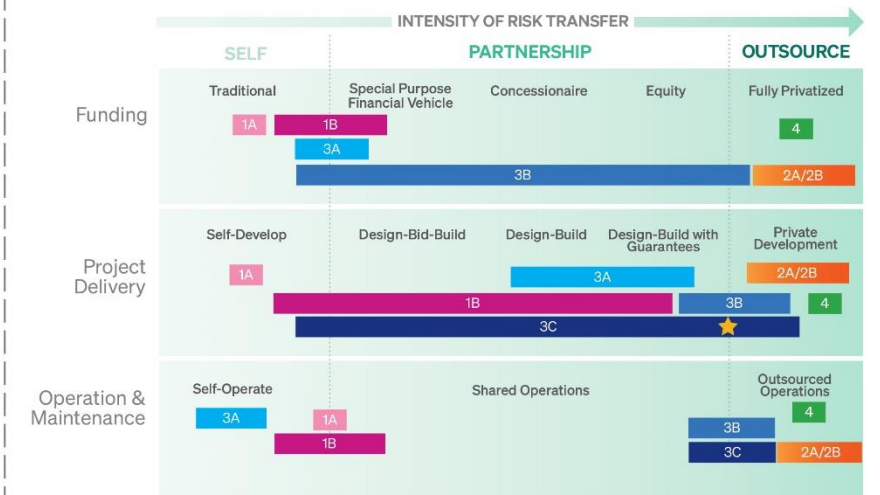 INTENSITY OF RISK TRANSFER
SELF
PARTNERSHIP
OUTSOURCE
Funding
Traditional
Special Purpose
Financial Vehicle
Concessionaire
Equity
Fully Privatized
1A
1B
4
3A
3B
2A/2B
Project
Delivery
Self-Develop
Design-Bid-Build
Design-Build
Design-Build with
Guarantees
Private
Development
1A
3A
2A/2B
1B
3B
4
3C
Operation &
Maintenance
Self-Operate
Shared Operations
Outsourced
Operations
3A
1A
4
1B
3B
3C
2A/2B